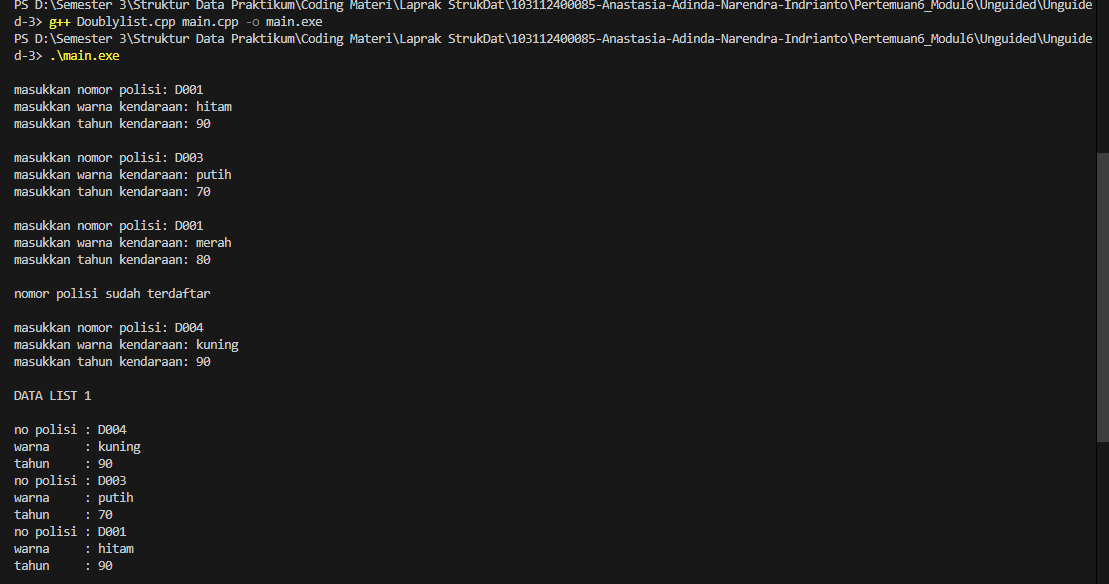 PS D:\Semester 3\Struktur Data Praktikum\Coding Materi\Laprak StrukDat\103112400085-Anastasia-Adinda-Narendra-Indrianto\Pertemuan6_Modul6\Unguided\Unguide
d-3> g++ Doublylist.cpp main.cpp -o main.exe
PS D:\Semester 3\Struktur Data Praktikum\Coding Materi\Laprak StrukDat\103112400085-Anastasia-Adinda-Narendra-Indrianto\Pertemuan6_Modul6\Unguided\Unguide
d-3> .\main.exe
masukkan nomor polisi: D001
masukkan warna kendaraan: hitam
masukkan tahun kendaraan: 90
masukkan nomor polisi: D003
masukkan warna kendaraan: putih
masukkan tahun kendaraan: 70
masukkan nomor polisi: D001
masukkan warna kendaraan: merah
masukkan tahun kendaraan: 80
nomor polisi sudah terdaftar
masukkan nomor polisi: D004
masukkan warna kendaraan: kuning
masukkan tahun kendaraan: 90
DATA LIST 1
no polisi : D004
warna     : kuning
tahun     : 90
no polisi : D003
warna     : putih
tahun     : 70
no polisi : D001
warna     : hitam
tahun     : 90